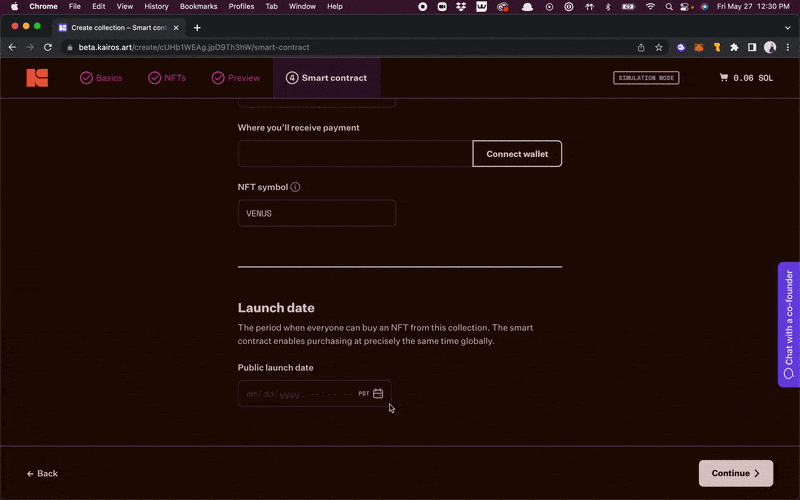 Chrome File Edit View History Bookmarks Profiles Tab Window Help Fri May 27 12:30 PM
Create collection – Smart cont
beta.kairos.art/create/cUHb1WEAg.jpD9Th3hW/smart-contract
Basics NFTs Preview 4 Smart contract SIMULATION MODE 0.06 SOL
Where you'll receive payment
Connect wallet
NFT symbol
VENUS
Launch date
The period when everyone can buy an NFT from this collection. The smart
contract enables purchasing at precisely the same time globally.
Public launch date
mm/dd/yyyy, --:-- -- PDT
Chat with a co-founder
Back Continue